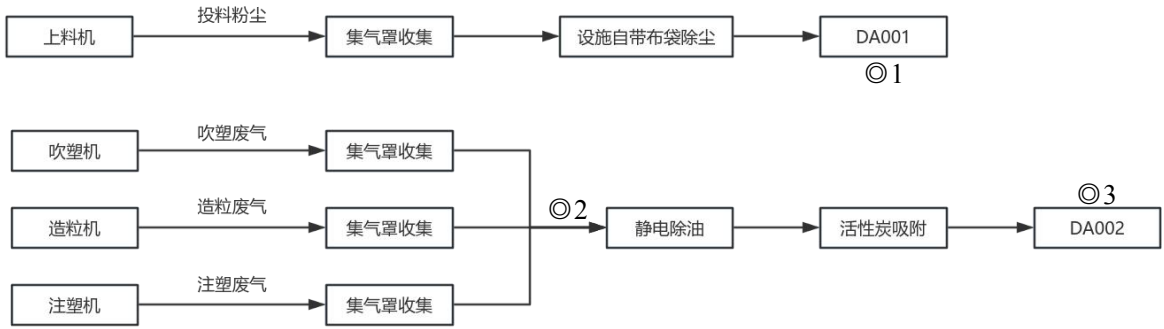 投料粉尘
上料机
集气罩收集
设施自带布袋除尘
DA001
◎1
吹塑废气
吹塑机
集气罩收集
造粒废气
◎2
◎3
造粒机
集气罩收集
静电除油
活性炭吸附
DA002
注塑废气
注塑机
集气罩收集